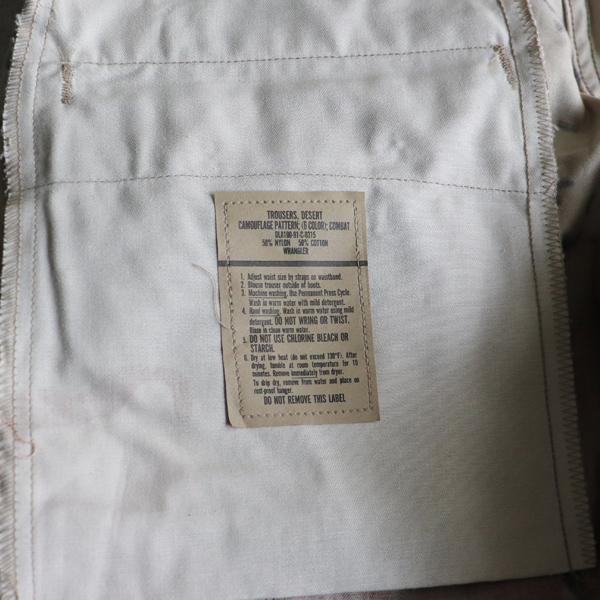 TROUSERS, DESERT
CAMOUFLAGE PATTERN; (6 COLOR); COMBAT
DLA100-91-C-0315
50% NYLON 50% COTTON
WRANGLER
1. Adjust waist size by straps on waistband.
2. Blouse trouser outside of boots.
3. Machine washing. Use Permanent Press Cycle.
Wash in warm water with mild detergent.
4. Hand washing. Wash in warm water using mild
detergent. DO NOT WRING OR TWIST.
Rinse in clean warm water.
5. DO NOT USE CHLORINE BLEACH OR
STARCH.
6. Dry at low heat (do not exceed 130°F). After
drying, tumble at room temperature for 10
minutes. Remove immediately from dryer.
To drip dry, remove from water and place on
rust-proof hanger.
DO NOT REMOVE THIS LABEL